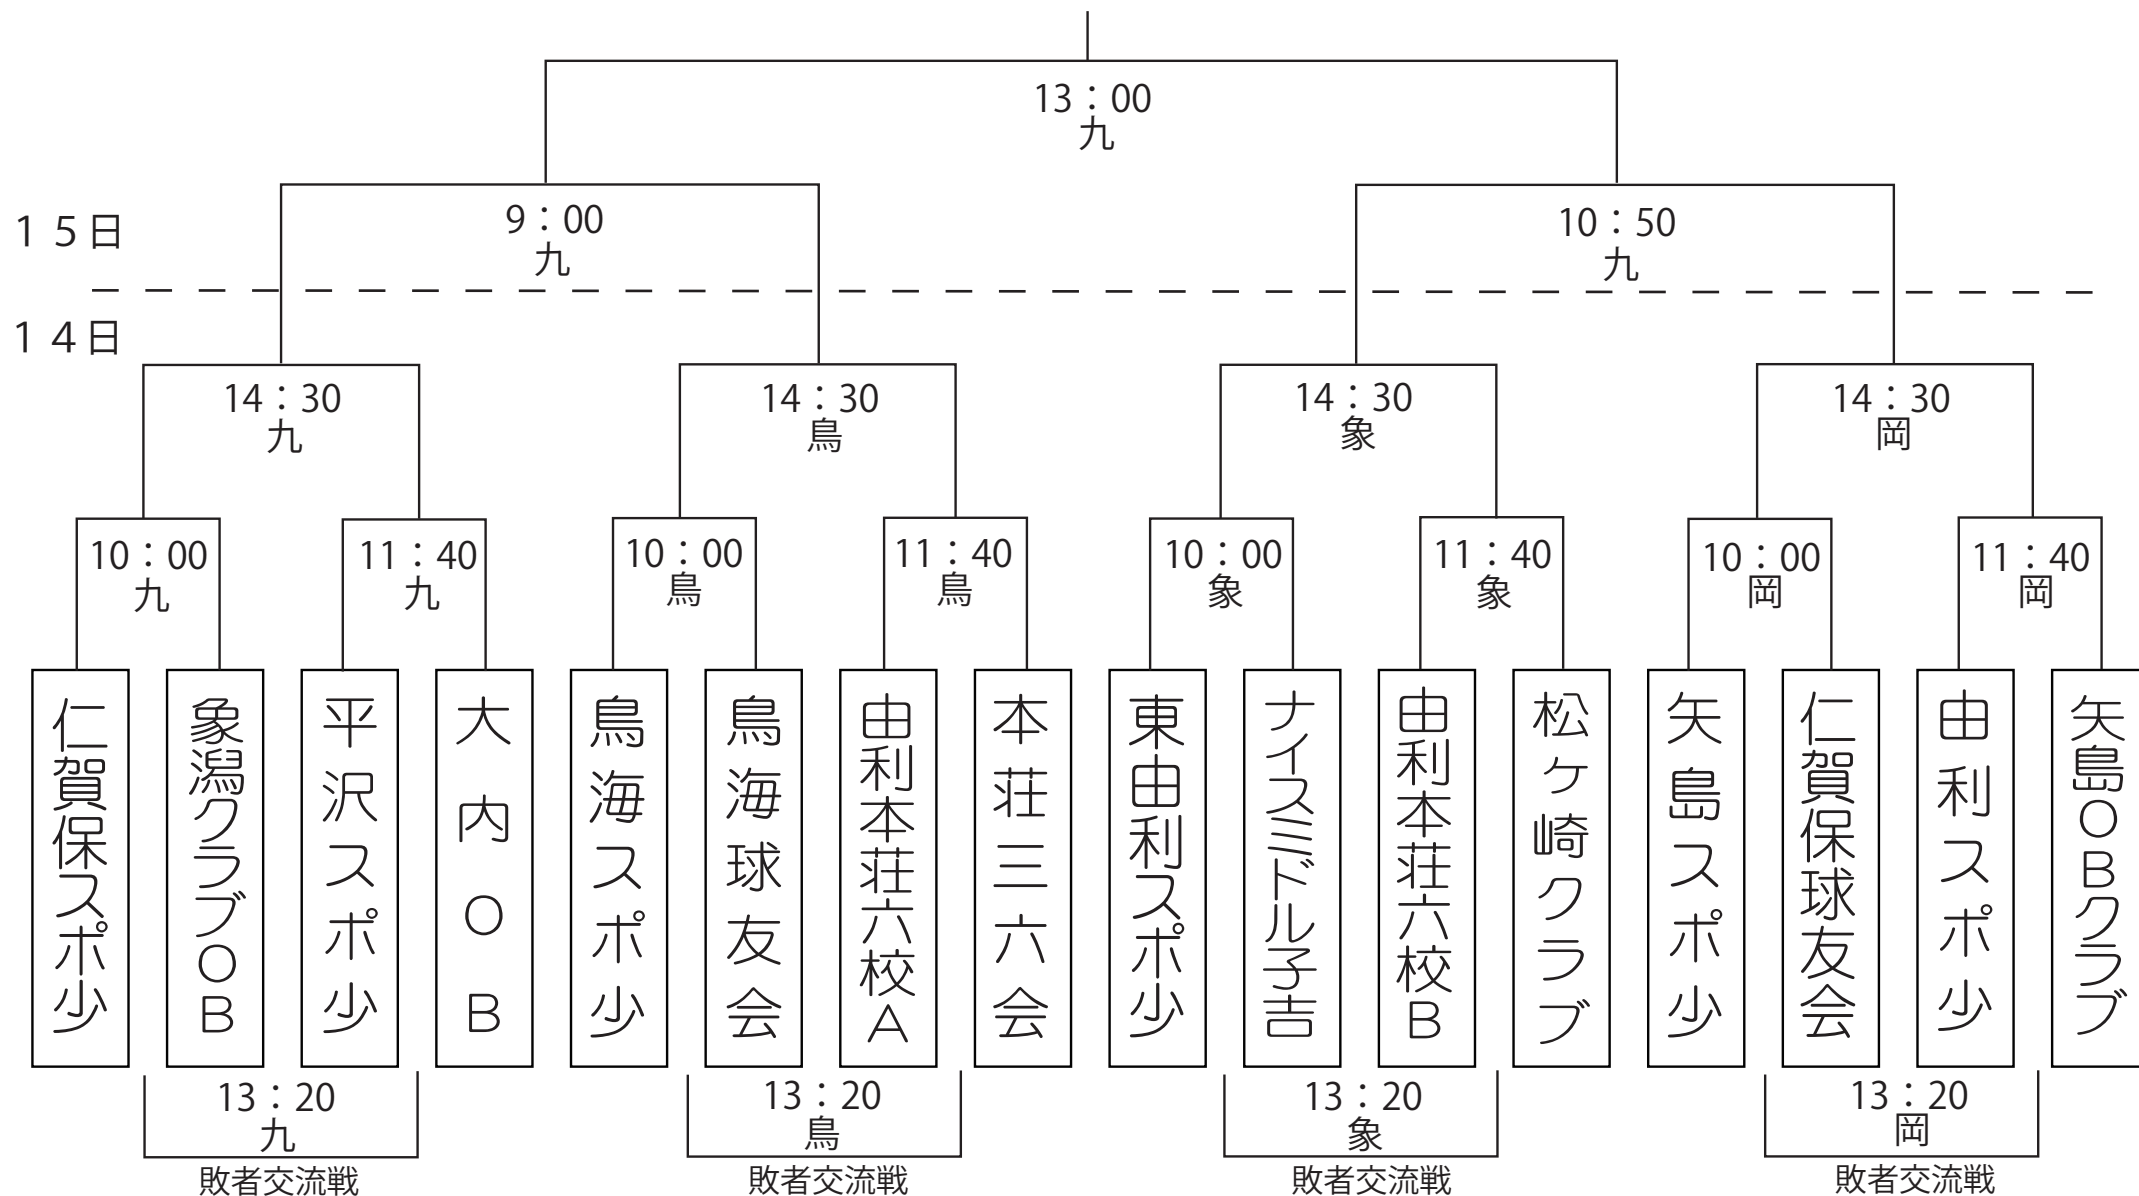 13：00
九
9：00
九
10：50
九
１５日
１４日
14：30
九
14：30
鳥
14：30
象
14：30
岡
10：00
九
11：40
九
10：00
鳥
11：40
鳥
10：00
象
11：40
象
10：00
岡
11：40
岡
仁賀保スポ少
象潟クラブＯＢ
平沢スポ少
大内ＯＢ
鳥海スポ少
鳥海球友会
由利本荘六校Ａ
本荘三六会
東由利スポ少
ナイスミドル子吉
由利本荘六校Ｂ
松ヶ崎クラブ
矢島スポ少
仁賀保球友会
由利スポ少
矢島ＯＢクラブ
13：20
九
敗者交流戦
13：20
鳥
敗者交流戦
13：20
象
敗者交流戦
13：20
岡
敗者交流戦